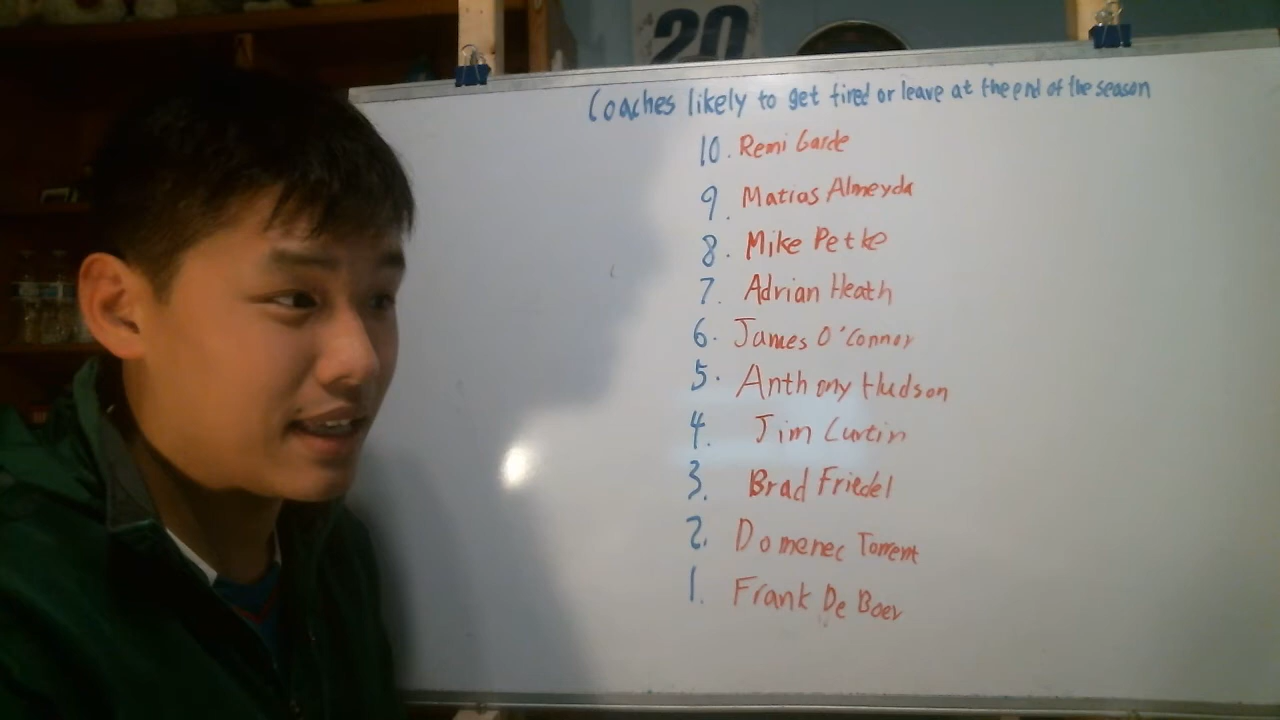 20
Coaches likely to get fired or leave at the end of the season
10. Remi Garde
9. Matias Almeyda
8. Mike Petke
7. Adrian Heath
6. James O'Connor
5. Anthony Hudson
4. Jim Curtin
3. Brad Friedel
2. Domenec Torrent
1. Frank De Boer